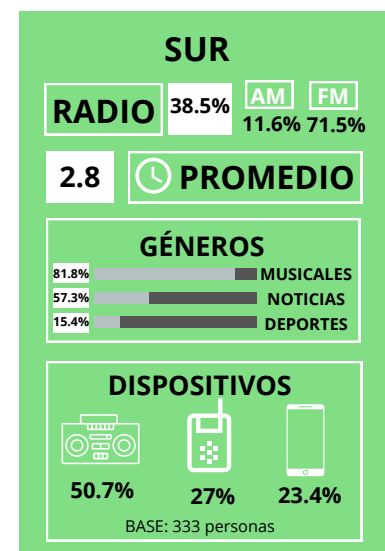 SUR
RADIO 38.5% AM FM
11.6% 71.5%
2.8 PROMEDIO
GÉNEROS
81.8% MUSICALES
57.3% NOTICIAS
15.4% DEPORTES
DISPOSITIVOS
50.7% 27% 23.4%
BASE: 333 personas